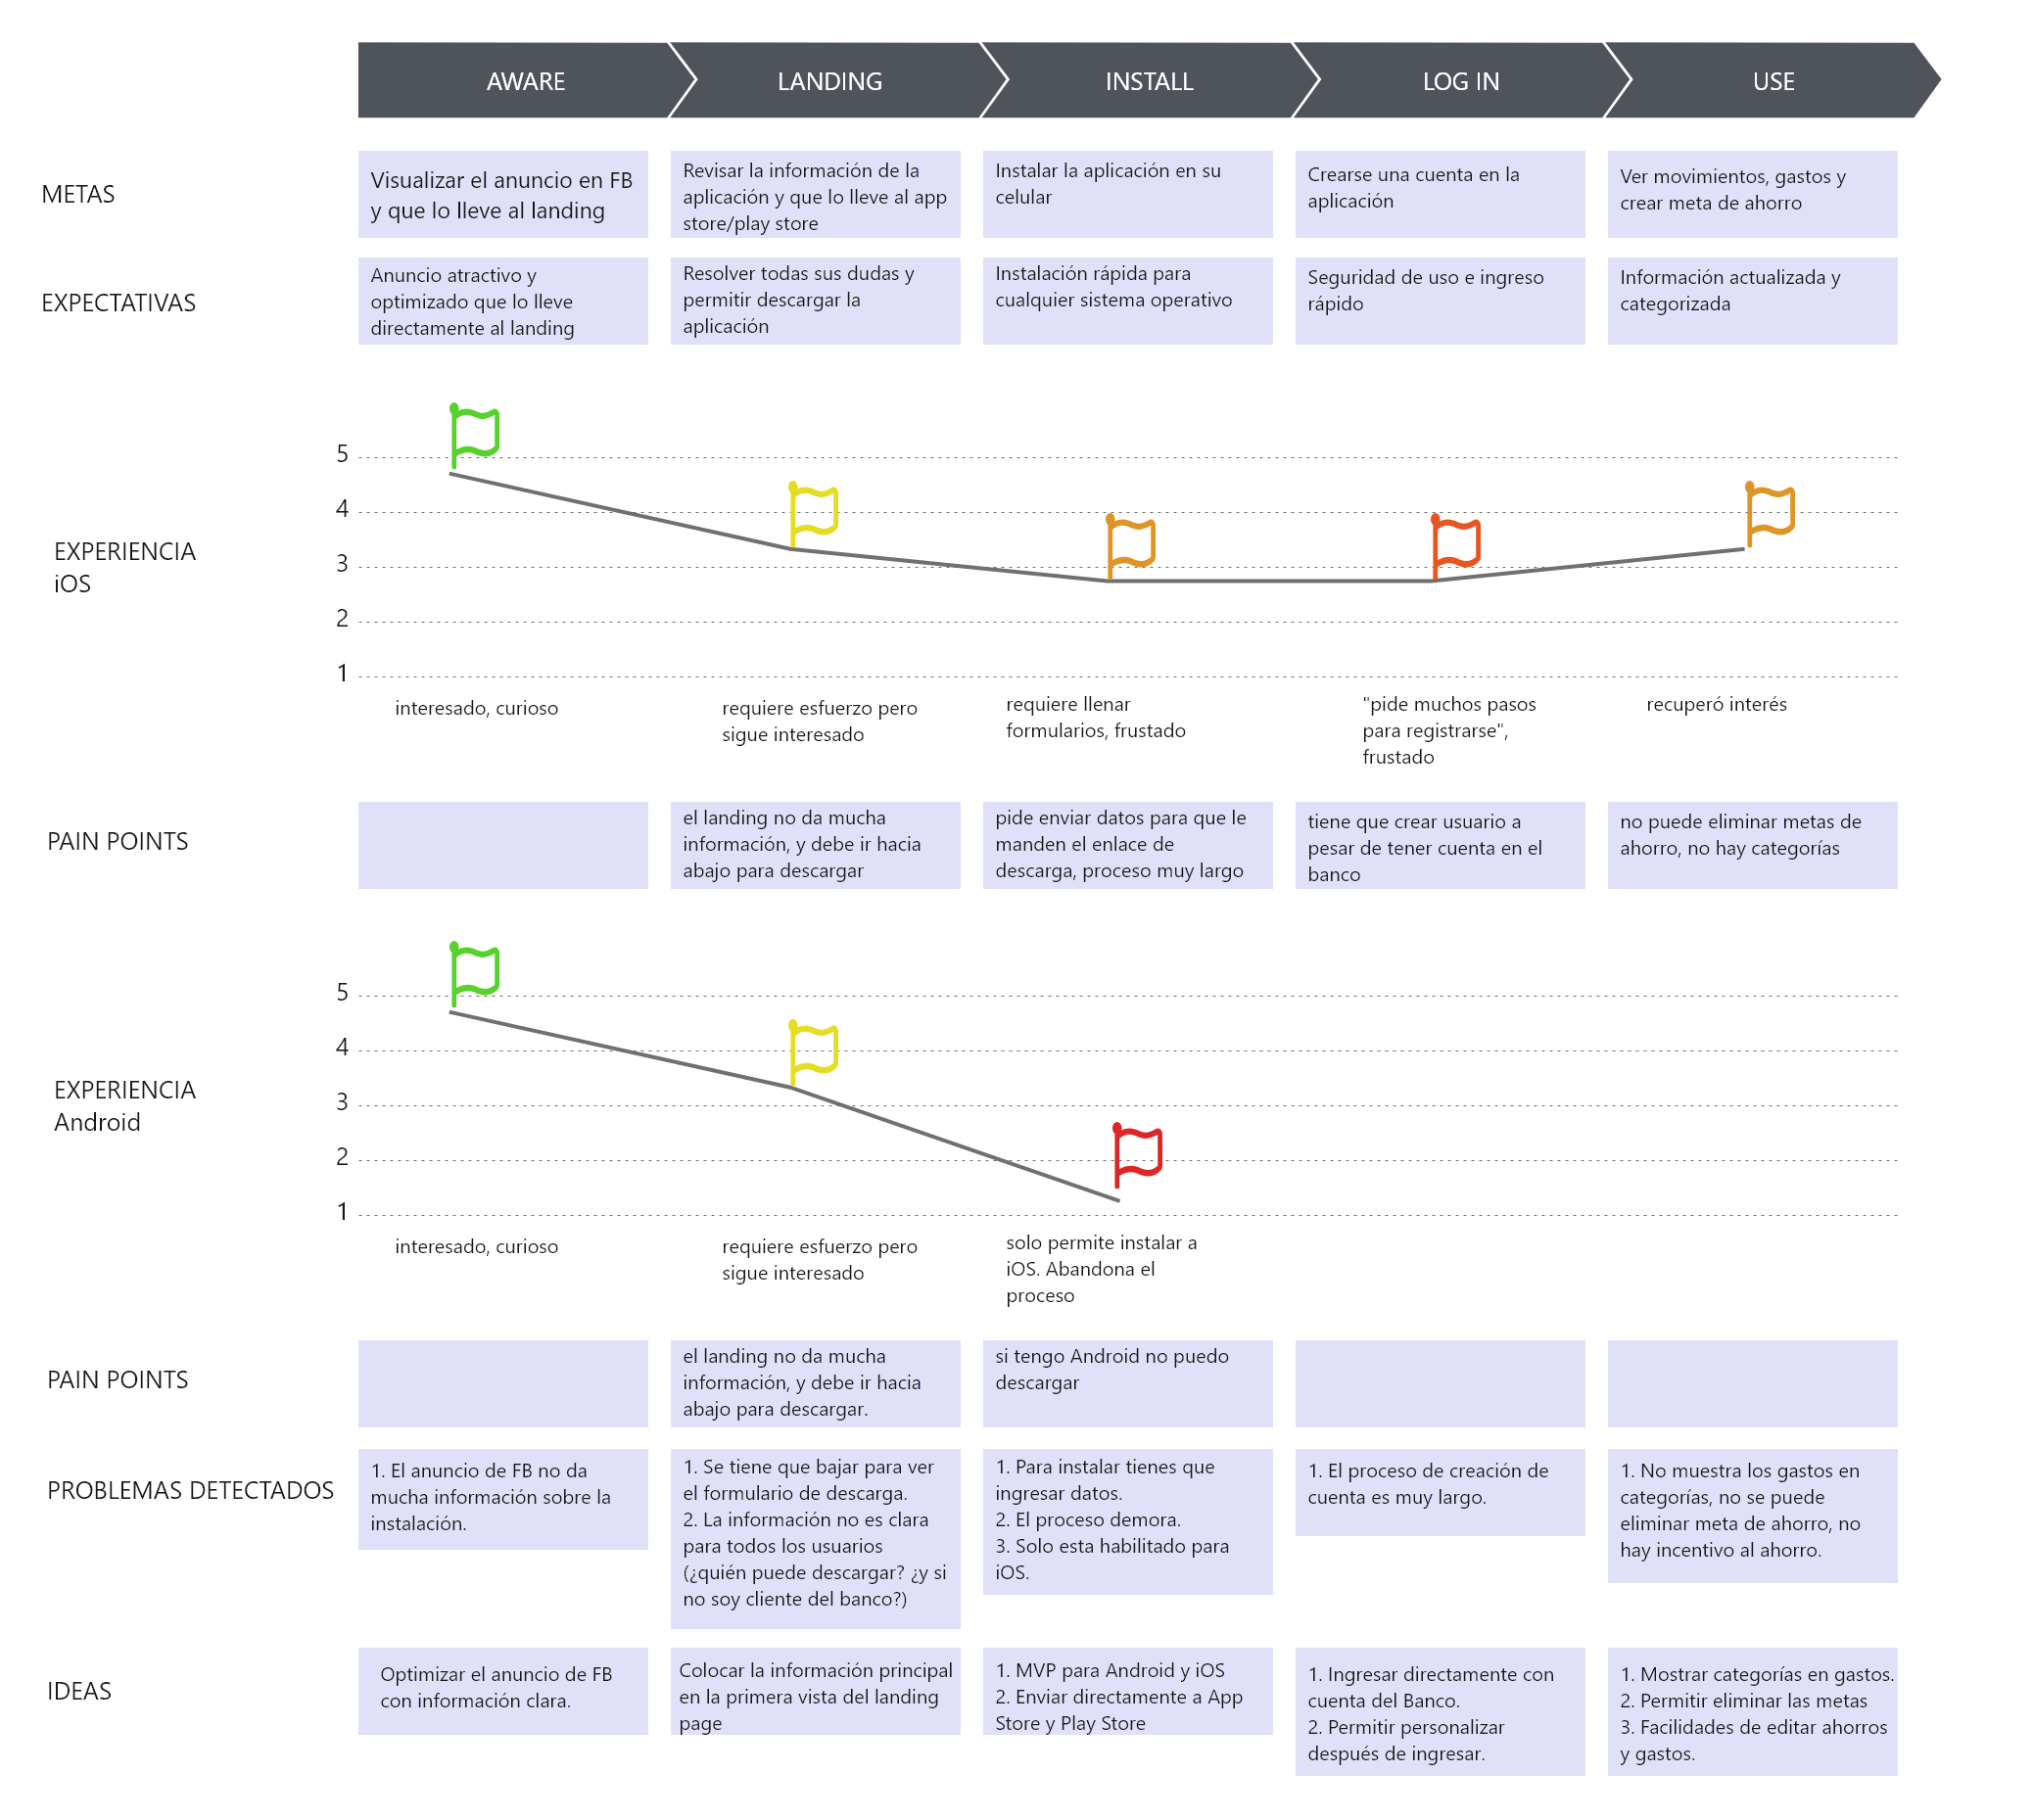 AWARE
LANDING
INSTALL
LOG IN
USE
METAS
Visualizar el anuncio en FB
y que lo lleve al landing
Revisar la información de la
aplicación y que lo lleve al app
store/play store
Instalar la aplicación en su
celular
Crearse una cuenta en la
aplicación
Ver movimientos, gastos y
crear meta de ahorro
EXPECTATIVAS
Anuncio atractivo y
optimizado que lo lleve
directamente al landing
Resolver todas sus dudas y
permitir descargar la
aplicación
Instalación rápida para
cualquier sistema operativo
Seguridad de uso e ingreso
rápido
Información actualizada y
categorizada
EXPERIENCIA
iOS
5
4
3
2
1
interesado, curioso
requiere esfuerzo pero
sigue interesado
requiere llenar
formularios, frustado
"pide muchos pasos
para registrarse",
frustado
recuperó interés
PAIN POINTS
el landing no da mucha
información, y debe ir hacia
abajo para descargar
pide enviar datos para que le
manden el enlace de
descarga, proceso muy largo
tiene que crear usuario a
pesar de tener cuenta en el
banco
no puede eliminar metas de
ahorro, no hay categorías
EXPERIENCIA
Android
5
4
3
2
1
interesado, curioso
requiere esfuerzo pero
sigue interesado
solo permite instalar a
iOS. Abandona el
proceso
PAIN POINTS
el landing no da mucha
información, y debe ir hacia
abajo para descargar.
si tengo Android no puedo
descargar
PROBLEMAS DETECTADOS
1. El anuncio de FB no da
mucha información sobre la
instalación.
1. Se tiene que bajar para ver
el formulario de descarga.
2. La información no es clara
para todos los usuarios
(¿quién puede descargar? ¿y si
no soy cliente del banco?)
1. Para instalar tienes que
ingresar datos.
2. El proceso demora.
3. Solo esta habilitado para
iOS.
1. El proceso de creación de
cuenta es muy largo.
1. No muestra los gastos en
categorías, no se puede
eliminar meta de ahorro, no
hay incentivo al ahorro.
IDEAS
Optimizar el anuncio de FB
con información clara.
Colocar la información principal
en la primera vista del landing
page
1. MVP para Android y iOS
2. Enviar directamente a App
Store y Play Store
1. Ingresar directamente con
cuenta del Banco.
2. Permitir personalizar
después de ingresar.
1. Mostrar categorías en gastos.
2. Permitir eliminar las metas
3. Facilidades de editar ahorros
y gastos.